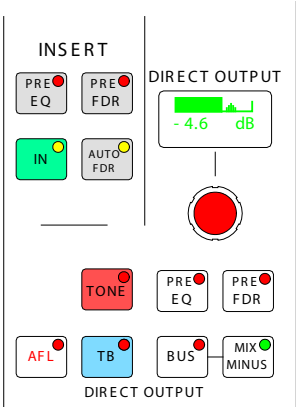 INSERT
PRE
EQ
PRE
FDR
DIRECT OUTPUT
- 4.6 dB
IN
AUTO
FDR
TONE
PRE
EQ
PRE
FDR
AFL
TB
BUS
MIX
MINUS
DIRECT OUTPUT